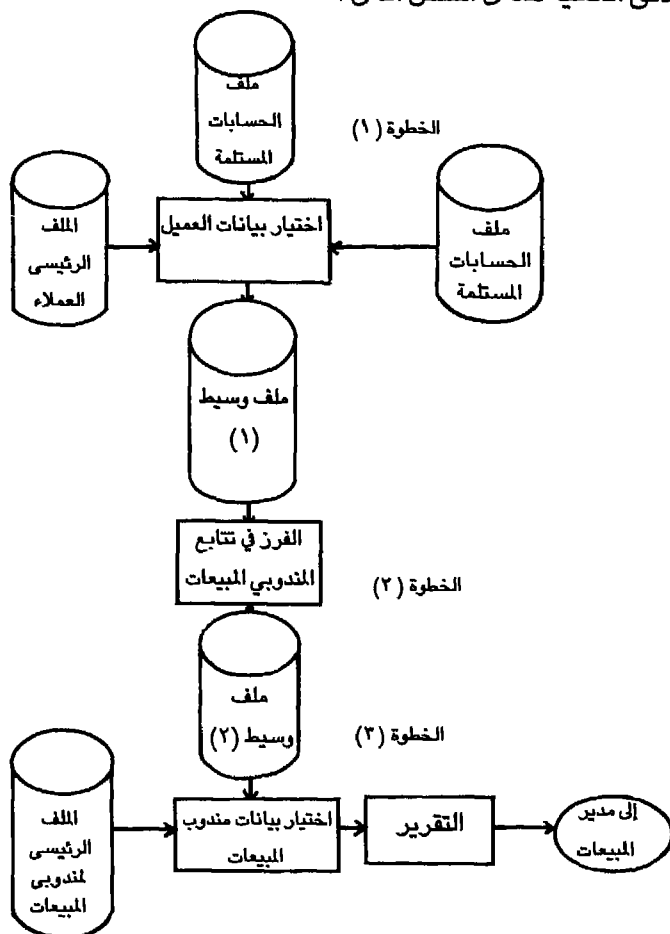 ملف
الحسابات
المستلمة
الخطوة (١)
الملف
الرئيسى
العملاء
اختيار بيانات العميل
ملف
الحسابات
المستلمة
ملف وسيط
(١)
الفرز في تتابع
المندوبي المبيعات
الخطوة (٢)
ملف
وسيط (٢)
الخطوة (٣)
الملف
الرئيسى
لمندوبى
المبيعات
اختيار بيانات مندوب
المبيعات
التقرير
إلى مدير
المبيعات